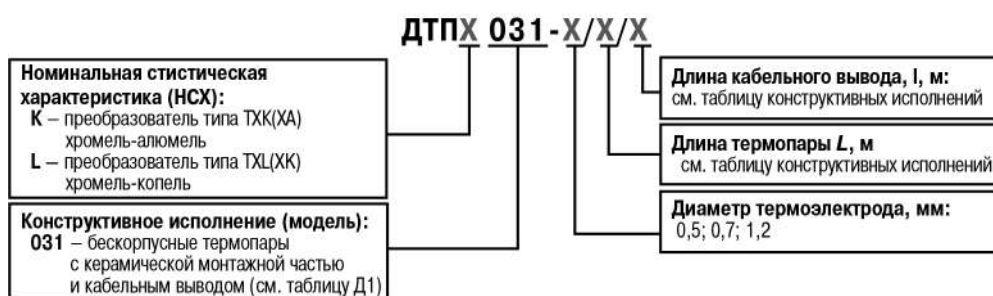 ДТПХ 031-Х/Х/Х
Номинальная стистическая
характеристика (НСХ):
К – преобразователь типа ТХК(ХА)
хромель-алюмель
L – преобразователь типа ТХL(ХК)
хромель-копель
Конструктивное исполнение (модель):
031 – бескорпусные термопары
с керамической монтажной частью
и кабельным выводом (см. таблицу Д1)
Длина кабельного вывода, l, м:
см. таблицу конструктивных исполнений
Длина термопары L, м
см. таблицу конструктивных исполнений
Диаметр термоэлектрода, мм:
0,5; 0,7; 1,2